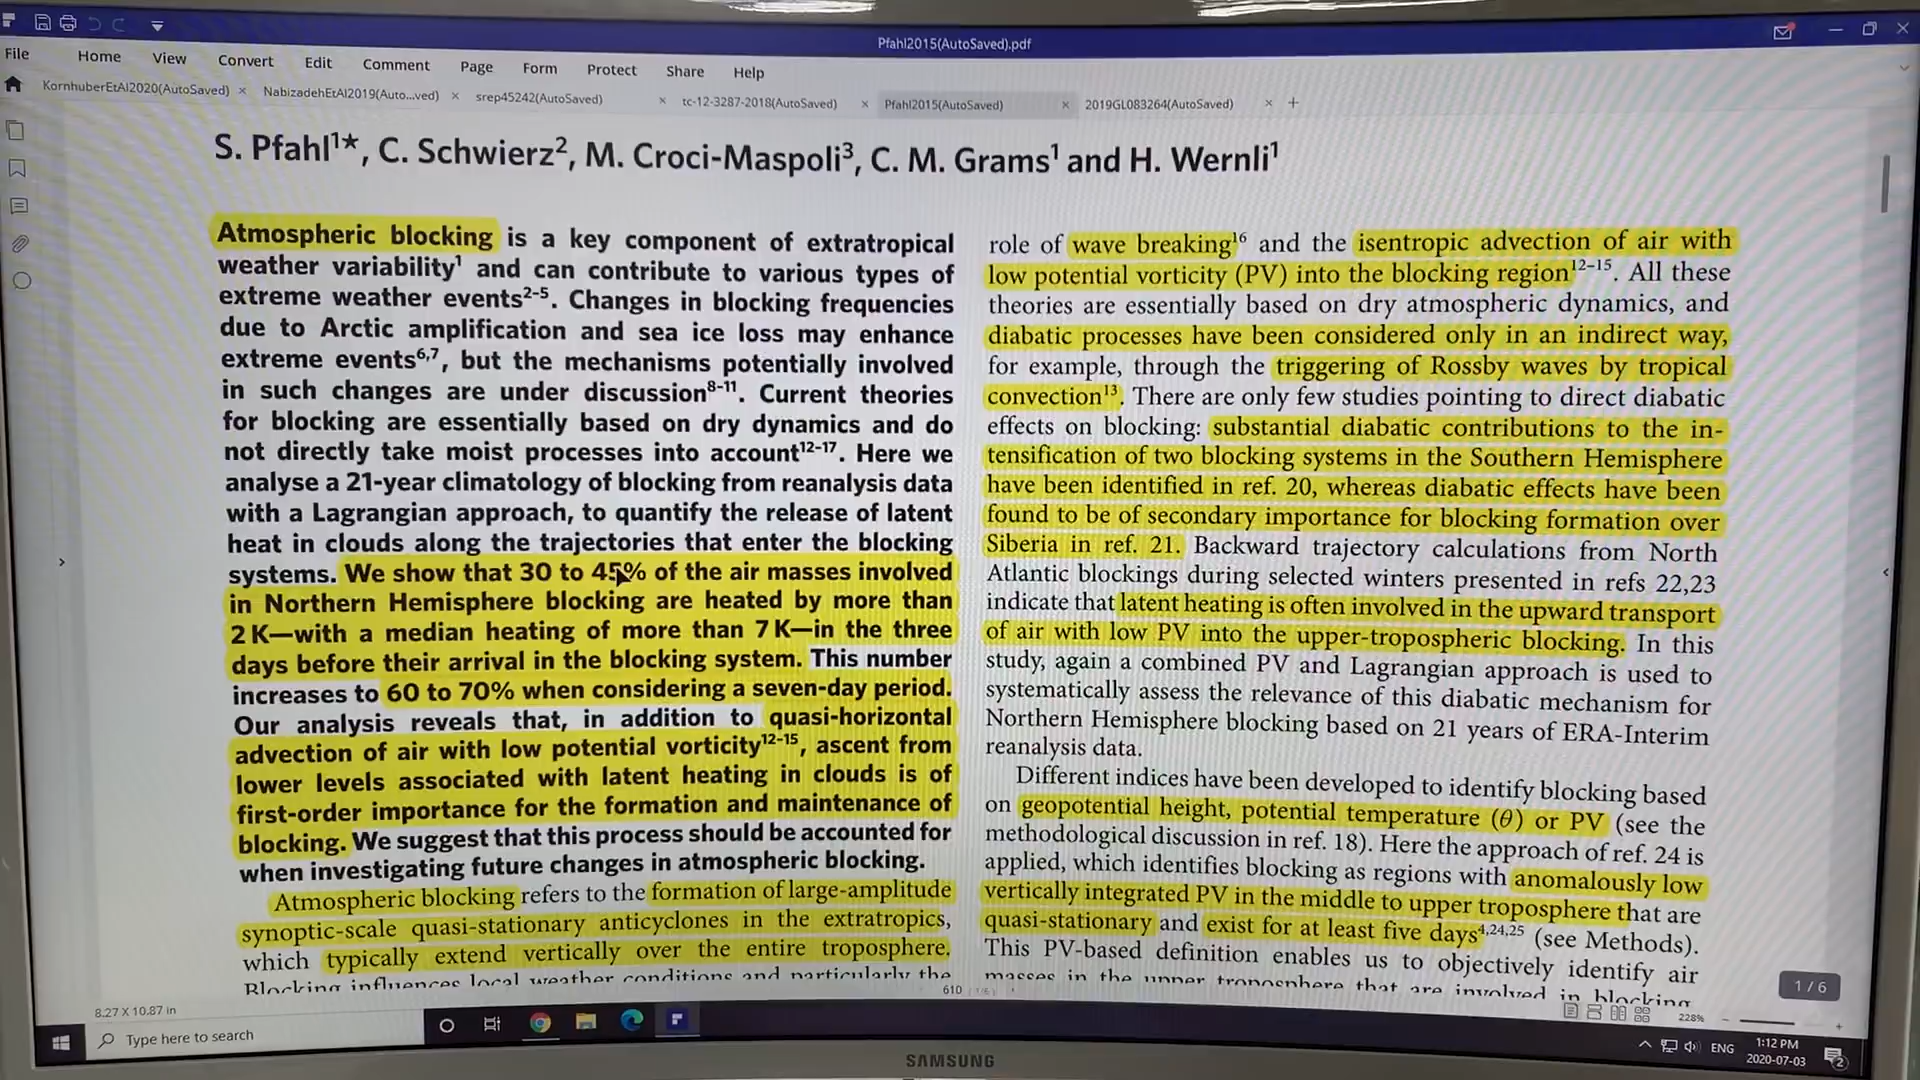 Pfahl2015(AutoSaved).pdf
File Home View Convert Edit Comment Page Form Protect Share Help
KornhuberEtAl2020(AutoSaved) × NabizadehEtAl2019(Auto...ved) × srep45242(AutoSaved) × tc-12-3287-2018(AutoSaved) × Pfahl2015(AutoSaved) × 2019GL083264(AutoSaved) × +
S. Pfahl1*, C. Schwierz2, M. Croci-Maspoli3, C. M. Grams1 and H. Wernli1
Atmospheric blocking is a key component of extratropical
weather variability1 and can contribute to various types of
extreme weather events2-5. Changes in blocking frequencies
due to Arctic amplification and sea ice loss may enhance
extreme events6,7, but the mechanisms potentially involved
in such changes are under discussion8-11. Current theories
for blocking are essentially based on dry dynamics and do
not directly take moist processes into account12-17. Here we
analyse a 21-year climatology of blocking from reanalysis data
with a Lagrangian approach, to quantify the release of latent
heat in clouds along the trajectories that enter the blocking
systems. We show that 30 to 45% of the air masses involved
in Northern Hemisphere blocking are heated by more than
2 K—with a median heating of more than 7 K—in the three
days before their arrival in the blocking system. This number
increases to 60 to 70% when considering a seven-day period.
Our analysis reveals that, in addition to quasi-horizontal
advection of air with low potential vorticity12-15, ascent from
lower levels associated with latent heating in clouds is of
first-order importance for the formation and maintenance of
blocking. We suggest that this process should be accounted for
when investigating future changes in atmospheric blocking.
Atmospheric blocking refers to the formation of large-amplitude
synoptic-scale quasi-stationary anticyclones in the extratropics,
which typically extend vertically over the entire troposphere.
Blocking influences local weather conditions and particularly the
role of wave breaking16 and the isentropic advection of air with
low potential vorticity (PV) into the blocking region12-15. All these
theories are essentially based on dry atmospheric dynamics, and
diabatic processes have been considered only in an indirect way,
for example, through the triggering of Rossby waves by tropical
convection13. There are only few studies pointing to direct diabatic
effects on blocking: substantial diabatic contributions to the in-
tensification of two blocking systems in the Southern Hemisphere
have been identified in ref. 20, whereas diabatic effects have been
found to be of secondary importance for blocking formation over
Siberia in ref. 21. Backward trajectory calculations from North
Atlantic blockings during selected winters presented in refs 22,23
indicate that latent heating is often involved in the upward transport
of air with low PV into the upper-tropospheric blocking. In this
study, again a combined PV and Lagrangian approach is used to
systematically assess the relevance of this diabatic mechanism for
Northern Hemisphere blocking based on 21 years of ERA-Interim
reanalysis data.
Different indices have been developed to identify blocking based
on geopotential height, potential temperature (θ) or PV (see the
methodological discussion in ref. 18). Here the approach of ref. 24 is
applied, which identifies blocking as regions with anomalously low
vertically integrated PV in the middle to upper troposphere that are
quasi-stationary and exist for at least five days4,24,25 (see Methods).
This PV-based definition enables us to objectively identify air
masses in the upper troposphere that are involved in blocking
610
1 / 6
8.27 X 10.87 in
228%
Type here to search
ENG
1:12 PM
2020-07-03
2
SAMSUNG